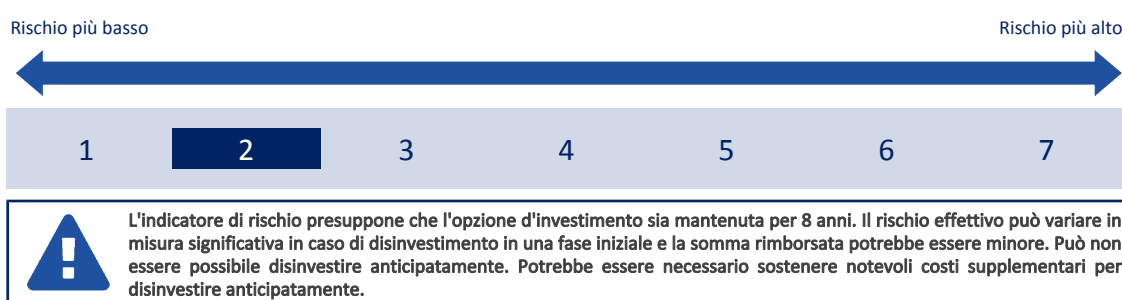 Rischio più basso Rischio più alto
1 2 3 4 5 6 7
L'indicatore di rischio presuppone che l'opzione d'investimento sia mantenuta per 8 anni. Il rischio effettivo può variare in
misura significativa in caso di disinvestimento in una fase iniziale e la somma rimborsata potrebbe essere minore. Può non
essere possibile disinvestire anticipatamente. Potrebbe essere necessario sostenere notevoli costi supplementari per
disinvestire anticipatamente.